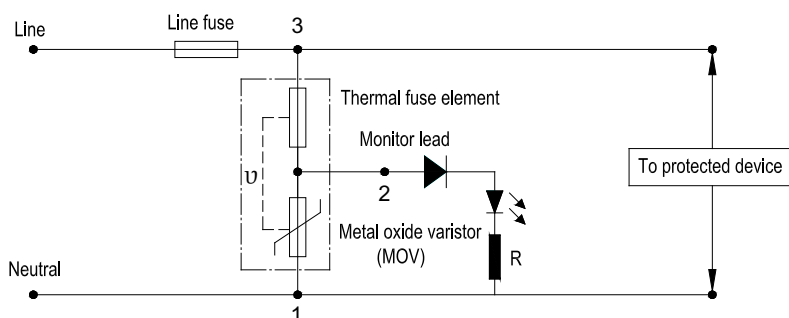 Line
Line fuse
3
Thermal fuse element
Monitor lead
To protected device
ʋ
2
Metal oxide varistor
(MOV)
R
Neutral
1